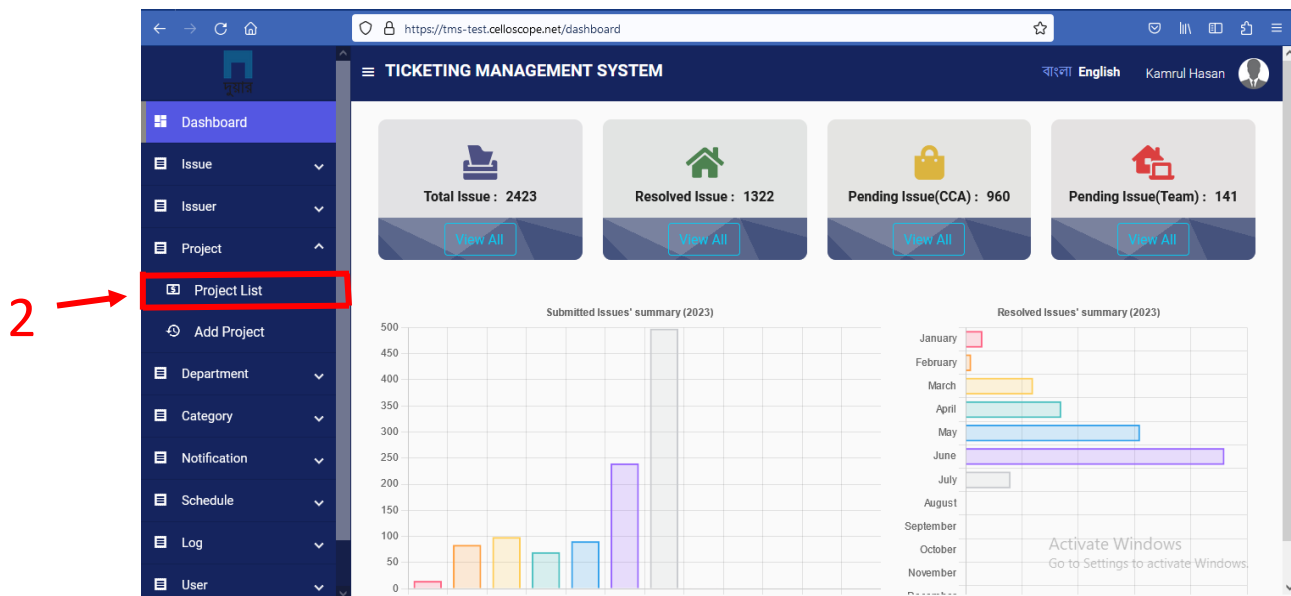 https://tms-test.celloscope.net/dashboard
দুয়ার
TICKETING MANAGEMENT SYSTEM
বাংলা English Kamrul Hasan
Dashboard
Issue
Issuer
Project
Project List
Add Project
Department
Category
Notification
Schedule
Log
User
2
Total Issue : 2423
View All
Resolved Issue : 1322
View All
Pending Issue(CCA) : 960
View All
Pending Issue(Team) : 141
View All
Submitted Issues' summary (2023)
500
450
400
350
300
250
200
150
100
50
0
Resolved Issues' summary (2023)
January
February
March
April
May
June
July
August
September
October
November
Activate Windows
Go to Settings to activate Windows.